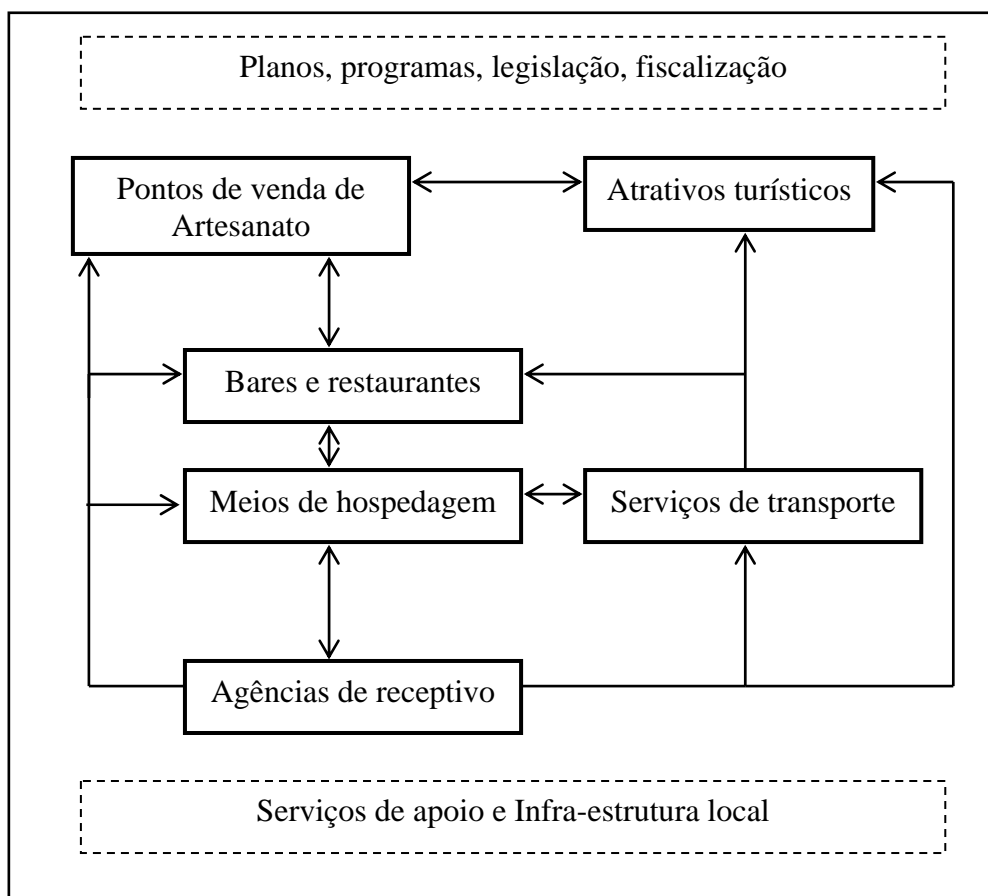 Planos, programas, legislação, fiscalização
Pontos de venda de
Artesanato
Atrativos turísticos
Bares e restaurantes
Meios de hospedagem
Serviços de transporte
Agências de receptivo
Serviços de apoio e Infra-estrutura local